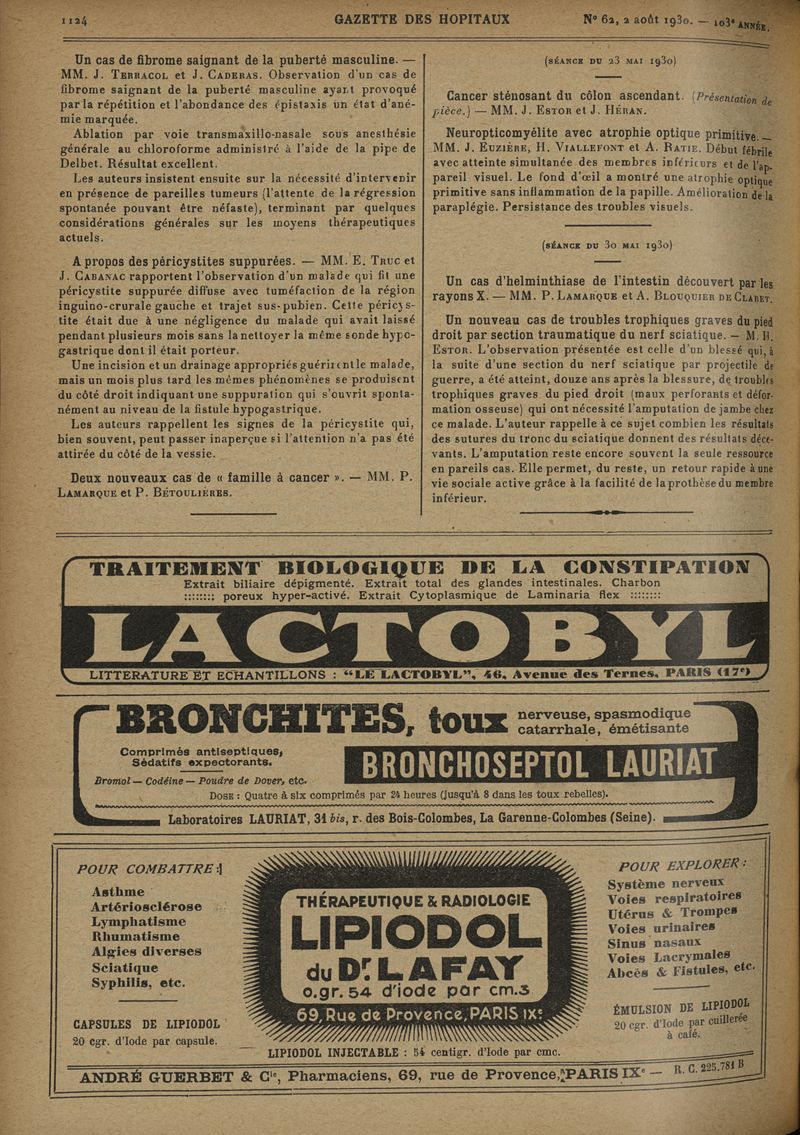 1124
GAZETTE DES HOPITAUX
N° 62, 2 août 1930. — 103e ANNÉE.
Un cas de fibrome saignant de la puberté masculine. —
MM. J. TERRACOL et J. CADERAS. Observation d'un cas de
fibrome saignant de la puberté masculine ayant provoqué
par la répétition et l'abondance des épistaxis un état d'ané-
mie marquée.
Ablation par voie transmaxillo-nasale sous anesthésie
générale au chloroforme administré à l'aide de la pipe de
Delbet. Résultat excellent.
Les auteurs insistent ensuite sur la nécessité d'intervenir
en présence de pareilles tumeurs (l'attente de la régression
spontanée pouvant être néfaste), terminant par quelques
considérations générales sur les moyens thérapeutiques
actuels.
A propos des péricystites suppurées. — MM. E. TRUC et
J. CABANAC rapportent l'observation d'un malade qui fit une
péricystite suppurée diffuse avec tuméfaction de la région
inguino-crurale gauche et trajet sus-pubien. Cette péricys-
tite était due à une négligence du malade qui avait laissé
pendant plusieurs mois sans la nettoyer la même sonde hypo-
gastrique dont il était porteur.
Une incision et un drainage appropriés guérirent le malade,
mais un mois plus tard les mêmes phénomènes se produisent
du côté droit indiquant une suppuration qui s'ouvrit sponta-
nément au niveau de la fistule hypogastrique.
Les auteurs rappellent les signes de la péricystite qui,
bien souvent, peut passer inaperçue si l'attention n'a pas été
attirée du côté de la vessie.
Deux nouveaux cas de « famille à cancer ». — MM. P.
LAMARQUE et P. BÉTOULIÈRES.
(SÉANCE DU 23 MAI 1930)
Cancer sténosant du côlon ascendant. (Présentation de
pièce.) — MM. J. ESTOR et J. HÉRAN.
Neuropticomyélite avec atrophie optique primitive. —
MM. J. EUZIÈRE, H. VIALLEFONT et A. RATIE. Début fébrile
avec atteinte simultanée des membres inférieurs et de l'ap-
pareil visuel. Le fond d'œil a montré une atrophie optique
primitive sans inflammation de la papille. Amélioration de la
paraplégie. Persistance des troubles visuels.
(SÉANCE DU 30 MAI 1930)
Un cas d'helminthiase de l'intestin découvert par les
rayons X. — MM. P. LAMARQUE et A. BLOUQUIER DE CLARET.
Un nouveau cas de troubles trophiques graves du pied
droit par section traumatique du nerf sciatique. — M. H.
ESTOR. L'observation présentée est celle d'un blessé qui, à
la suite d'une section du nerf sciatique par projectile de
guerre, a été atteint, douze ans après la blessure, de troubles
trophiques graves du pied droit (maux perforants et défor-
mation osseuse) qui ont nécessité l'amputation de jambe chez
ce malade. L'auteur rappelle à ce sujet combien les résultats
des sutures du tronc du sciatique donnent des résultats déce-
vants. L'amputation reste encore souvent la seule ressource
en pareils cas. Elle permet, du reste, un retour rapide à une
vie sociale active grâce à la facilité de la prothèse du membre
inférieur.
TRAITEMENT BIOLOGIQUE DE LA CONSTIPATION
Extrait biliaire dépigmenté. Extrait total des glandes intestinales. Charbon
:::::::: poreux hyper-activé. Extrait Cytoplasmique de Laminaria flex ::::::::
LACTOBYL
LITTERATURE ET ECHANTILLONS : "LE LACTOBYL", 46, Avenue des Ternes, PARIS (17e)
BRONCHITES, toux nerveuse, spasmodique
catarrhale, émétisante
Comprimés antiseptiques,
Sédatifs expectorants.
Bromol — Codéine — Poudre de Dover, etc.
BRONCHOSEPTOL LAURIAT
DOSE : Quatre à six comprimés par 24 heures (jusqu'à 8 dans les toux rebelles).
Laboratoires LAURIAT, 31 bis, r. des Bois-Colombes, La Garenne-Colombes (Seine).
POUR COMBATTRE :
Asthme
Artériosclérose
Lymphatisme
Rhumatisme
Algies diverses
Sciatique
Syphilis, etc.
CAPSULES DE LIPIODOL
20 cgr. d'Iode par capsule.
THÉRAPEUTIQUE & RADIOLOGIE
LIPIODOL
du Dr. LAFAY
o.gr. 54 d'iode par cm.3
69, Rue de Provence, PARIS IXe
LIPIODOL INJECTABLE : 54 centigr. d'Iode par cmc.
POUR EXPLORER :
Système nerveux
Voies respiratoires
Utérus & Trompes
Voies urinaires
Sinus nasaux
Voies Lacrymales
Abcès & Fistules, etc.
ÉMULSION DE LIPIODOL
20 cgr. d'Iode par cuillerée
à café.
ANDRÉ GUERBET & Cie, Pharmaciens, 69, rue de Provence, PARIS IXe — R. C. 225.781 B